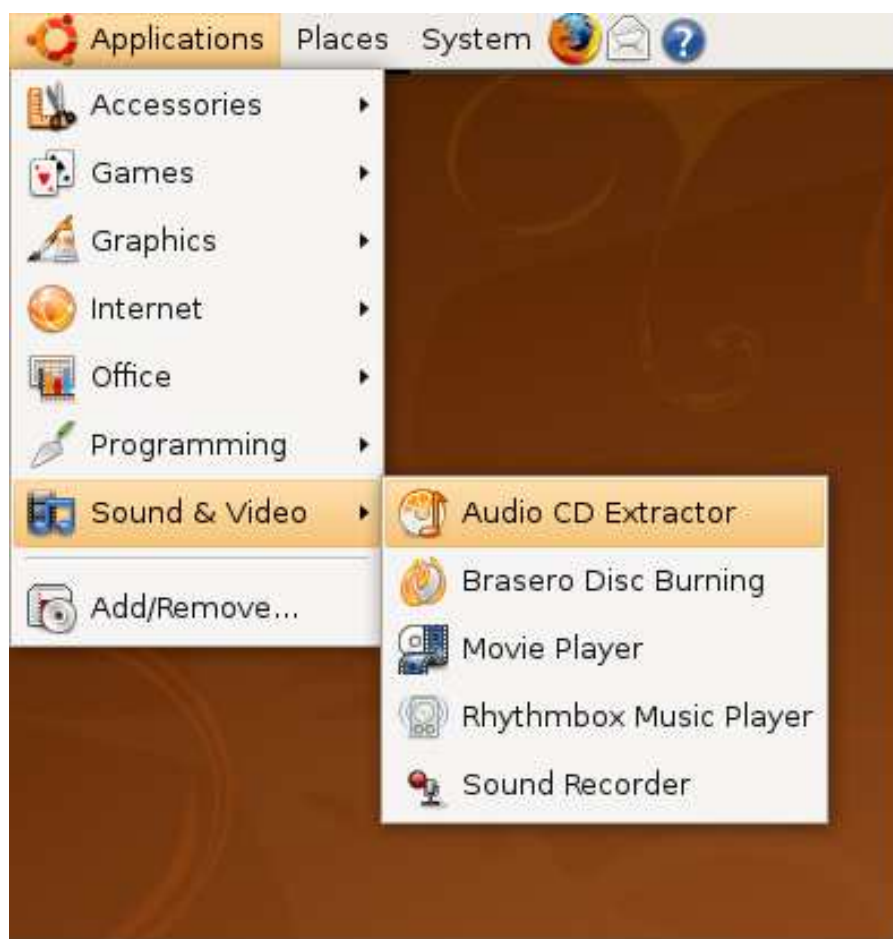 Applications Places System
Accessories
Games
Graphics
Internet
Office
Programming
Sound & Video
Add/Remove...
Audio CD Extractor
Brasero Disc Burning
Movie Player
Rhythmbox Music Player
Sound Recorder